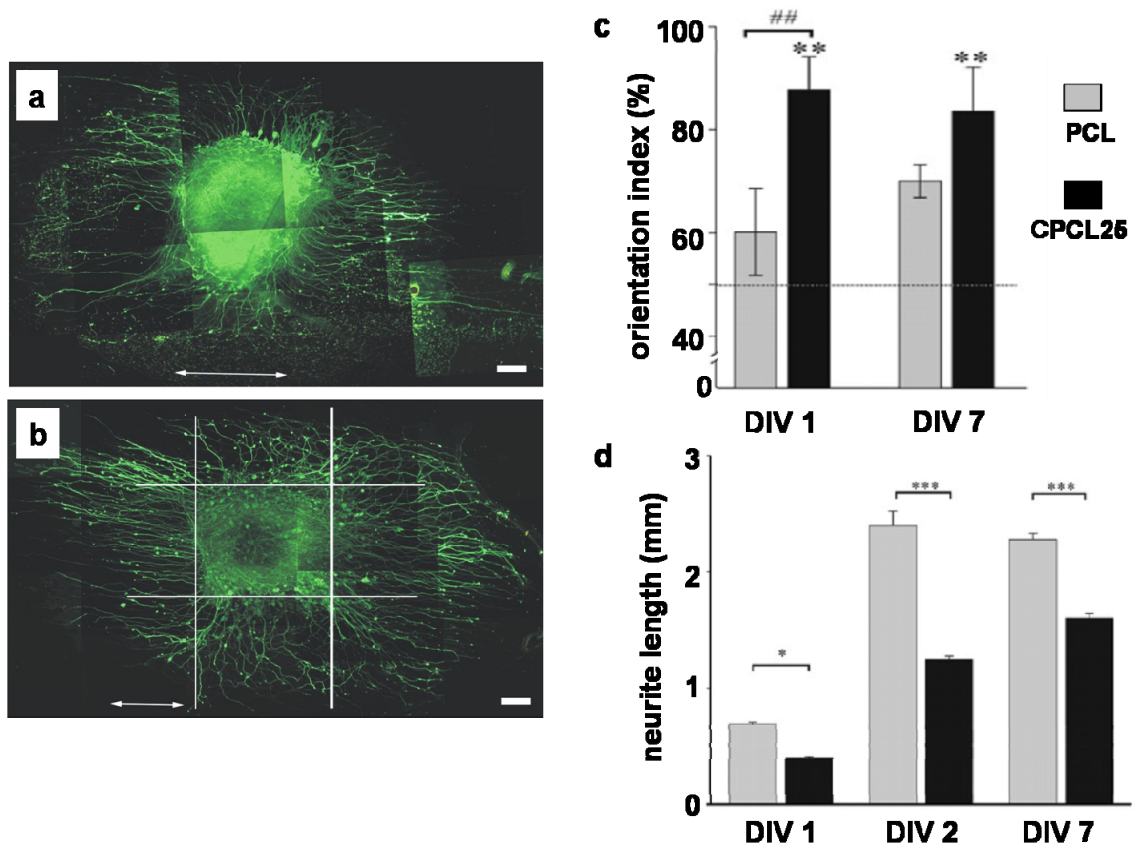 a
b
c
orientation index (%)
100
80
60
40
0
##
**
**
DIV 1
DIV 7
PCL
CPCL25
d
neurite length (mm)
3
2
1
0
*
***
***
DIV 1
DIV 2
DIV 7